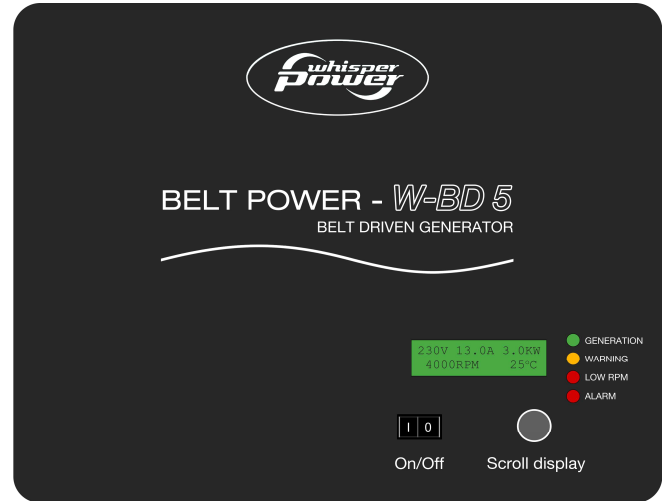 whisper
power
BELT POWER - W-BD 5
BELT DRIVEN GENERATOR
230V 13.0A 3.0KW
4000RPM 25°C
GENERATION
WARNING
LOW RPM
ALARM
I 0
On/Off Scroll display